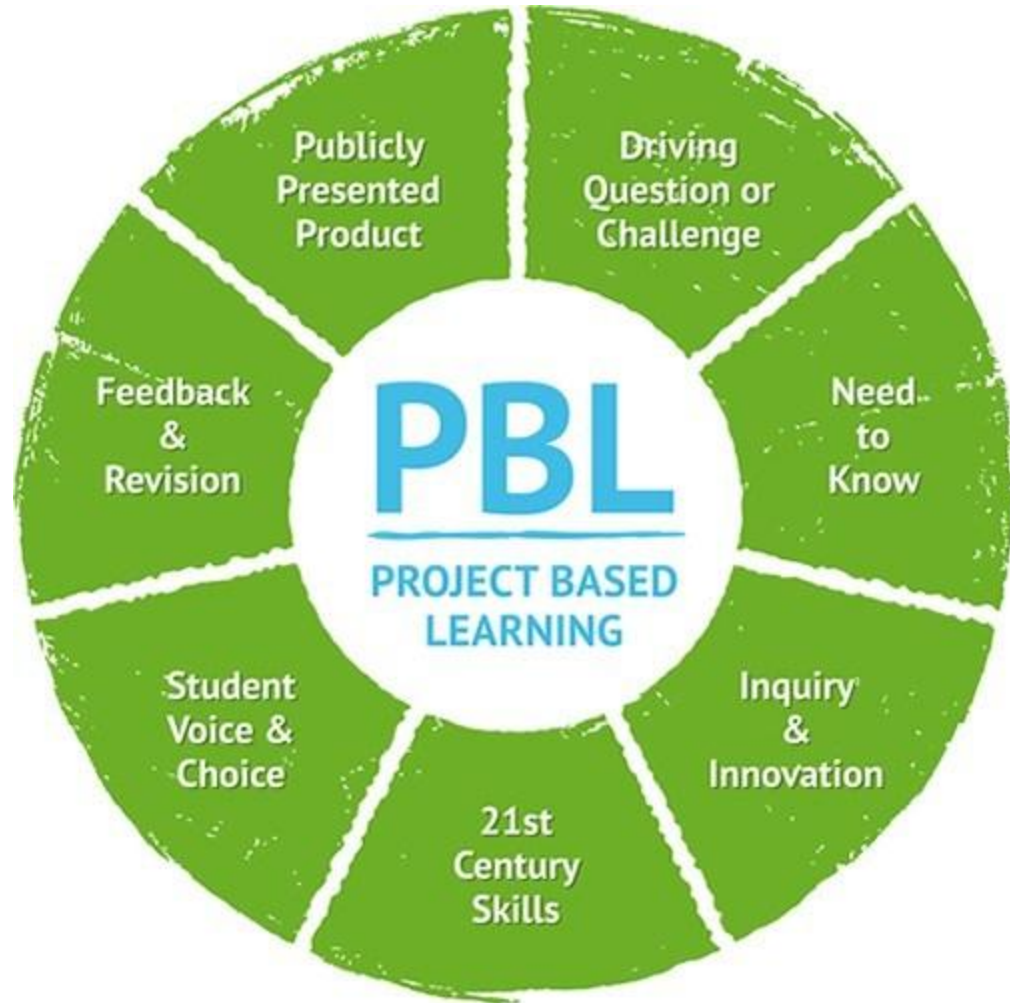 PBL
PROJECT BASED
LEARNING
Driving
Question or
Challenge
Need
to
Know
Inquiry
&
Innovation
21st
Century
Skills
Student
Voice &
Choice
Feedback
&
Revision
Publicly
Presented
Product